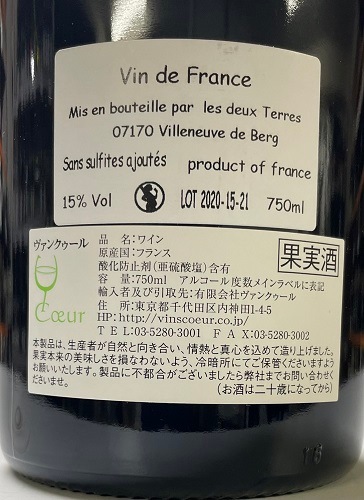 Vin de France
Mis en bouteille par les deux Terres
07170 Villeneuve de Berg
Sans sulfites ajoutés product of france
15% Vol LOT 2020-15-21 750ml
ヴァンクゥール
Cœur
品　名:ワイン
原産国:フランス
酸化防止剤(亜硫酸塩)含有
容　量:750ml　アルコール度数メインラベルに表記
輸入者及び引取先:有限会社ヴァンクゥール
住　所:東京都千代田区内神田1-4-5
HP:http://vinscoeur.co.jp/
TEL:03-5280-3001　FAX:03-5280-3002
果実酒
本製品は、生産者が自然と向き合い、情熱と真心を込めて造り上げました。
果実本来の美味しさを損なわないよう、冷暗所にてご保管くださいますよう
お願いいたします。製品に不都合がございましたら弊社までお問い合わせく
ださいませ。
(お酒は二十歳になってから)